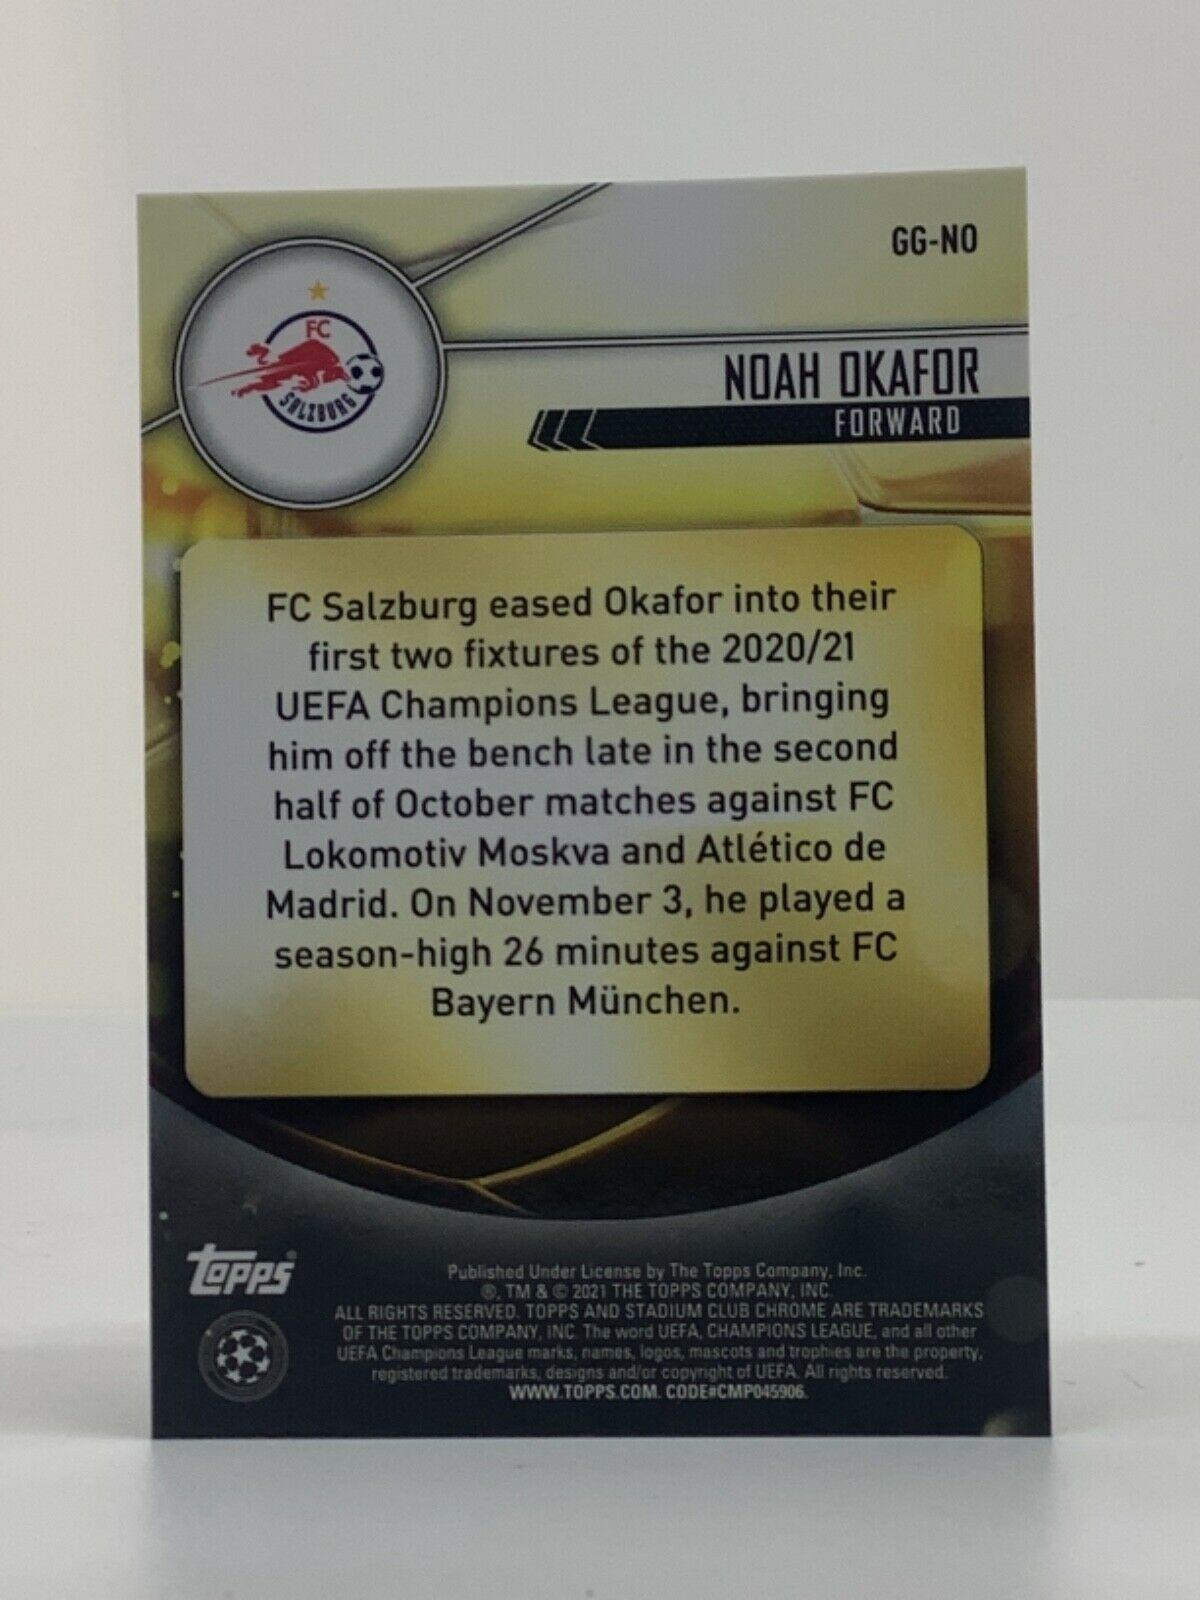 GG-NO
FC
SALZBURG
NOAH OKAFOR
FORWARD
FC Salzburg eased Okafor into their
first two fixtures of the 2020/21
UEFA Champions League, bringing
him off the bench late in the second
half of October matches against FC
Lokomotiv Moskva and Atlético de
Madrid. On November 3, he played a
season-high 26 minutes against FC
Bayern München.
topps®
Published Under License by The Topps Company, Inc.
®, TM & © 2021 THE TOPPS COMPANY, INC.
ALL RIGHTS RESERVED. TOPPS AND STADIUM CLUB CHROME ARE TRADEMARKS
OF THE TOPPS COMPANY, INC. The word UEFA, CHAMPIONS LEAGUE, and all other
UEFA Champions League marks, names, logos, mascots and trophies are the property,
registered trademarks, designs and/or copyright of UEFA. All rights reserved.
WWW.TOPPS.COM. CODE#CMP045906.